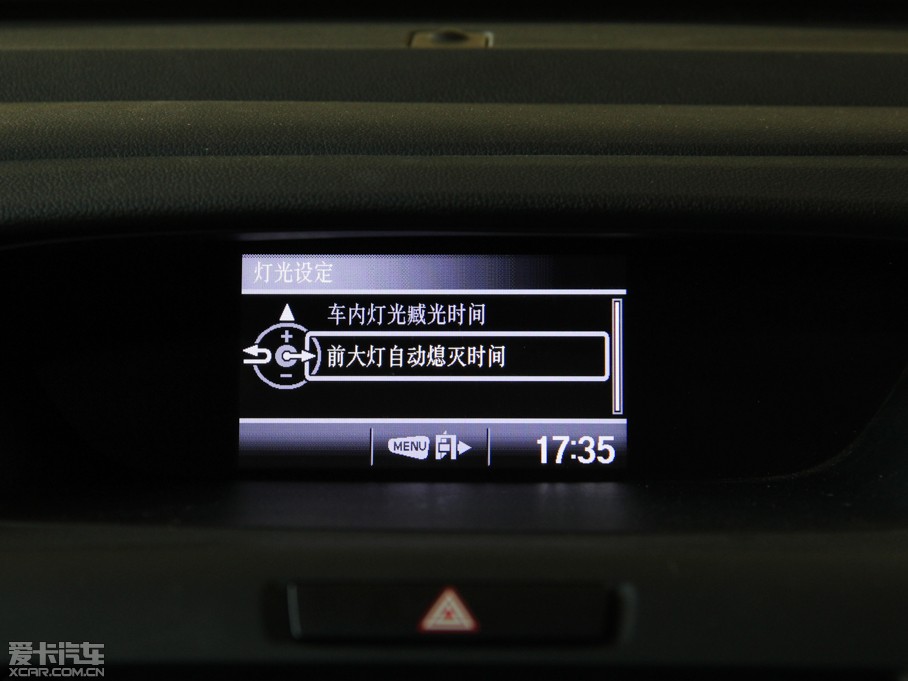 灯光设定
车内灯光臧光时间
前大灯自动熄灭时间
MENU
17:35
爱卡汽车
XCAR.COM.CN